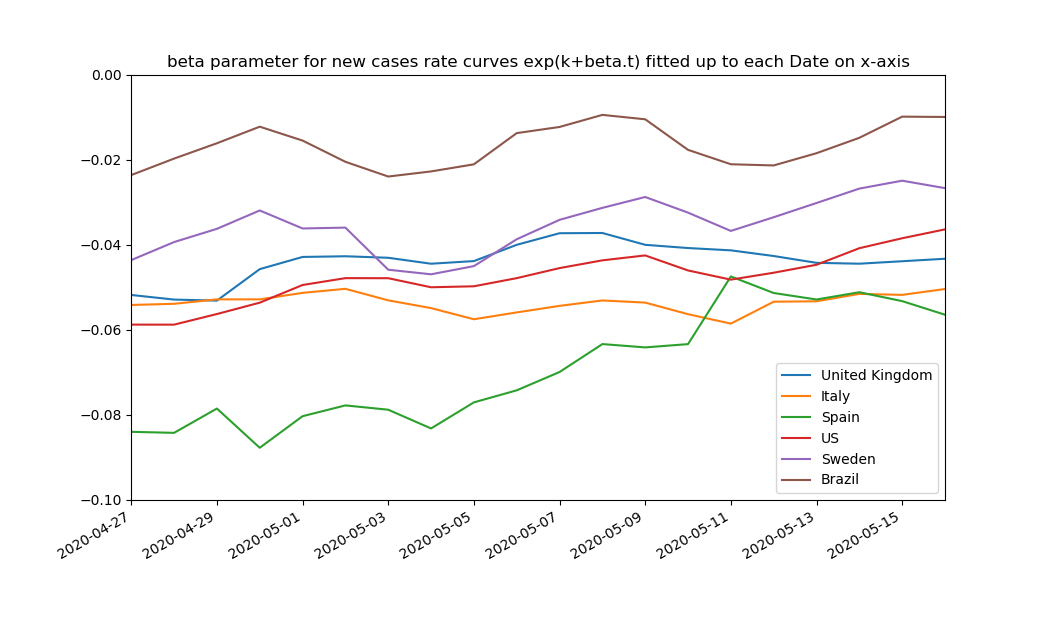 beta parameter for new cases rate curves exp(k+beta.t) fitted up to each Date on x-axis
0.00
−0.02
−0.04
−0.06
−0.08
−0.10
United Kingdom
Italy
Spain
US
Sweden
Brazil
2020-04-27
2020-04-29
2020-05-01
2020-05-03
2020-05-05
2020-05-07
2020-05-09
2020-05-11
2020-05-13
2020-05-15